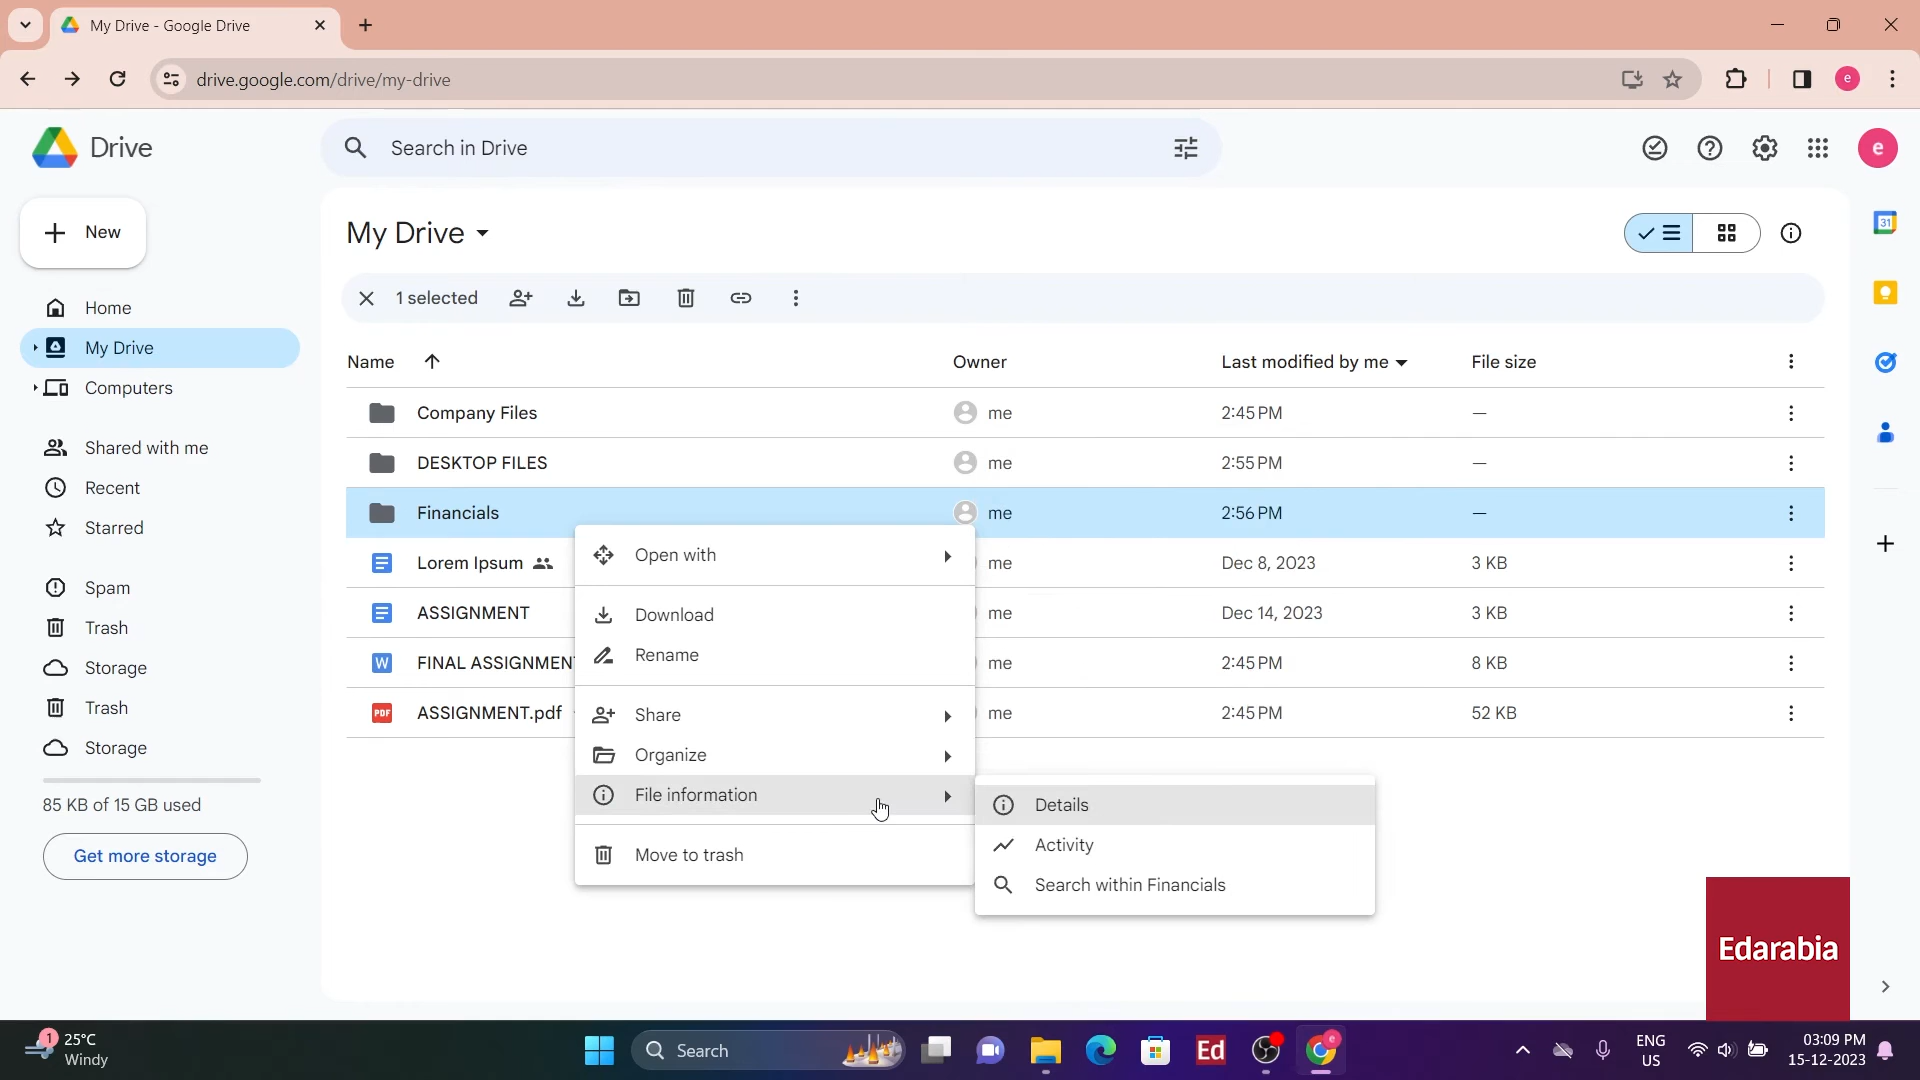 My Drive - Google Drive
drive.google.com/drive/my-drive
e
Drive
Search in Drive
e
New
My Drive
31
1 selected
Home
My Drive
Computers
Shared with me
Recent
Starred
Spam
Trash
Storage
Trash
Storage
85 KB of 15 GB used
Get more storage
Name Owner Last modified by me File size
Company Files me 2:45 PM —
DESKTOP FILES me 2:55 PM —
Financials me 2:56 PM —
Lorem Ipsum me Dec 8, 2023 3 KB
ASSIGNMENT me Dec 14, 2023 3 KB
W FINAL ASSIGNMENT me 2:45 PM 8 KB
PDF ASSIGNMENT.pdf me 2:45 PM 52 KB
Open with
Download
Rename
Share
Organize
File information
Move to trash
Details
Activity
Search within Financials
Edarabia
1
25°C
Windy
Search
Ed
e
ENG
US
03:09 PM
15-12-2023